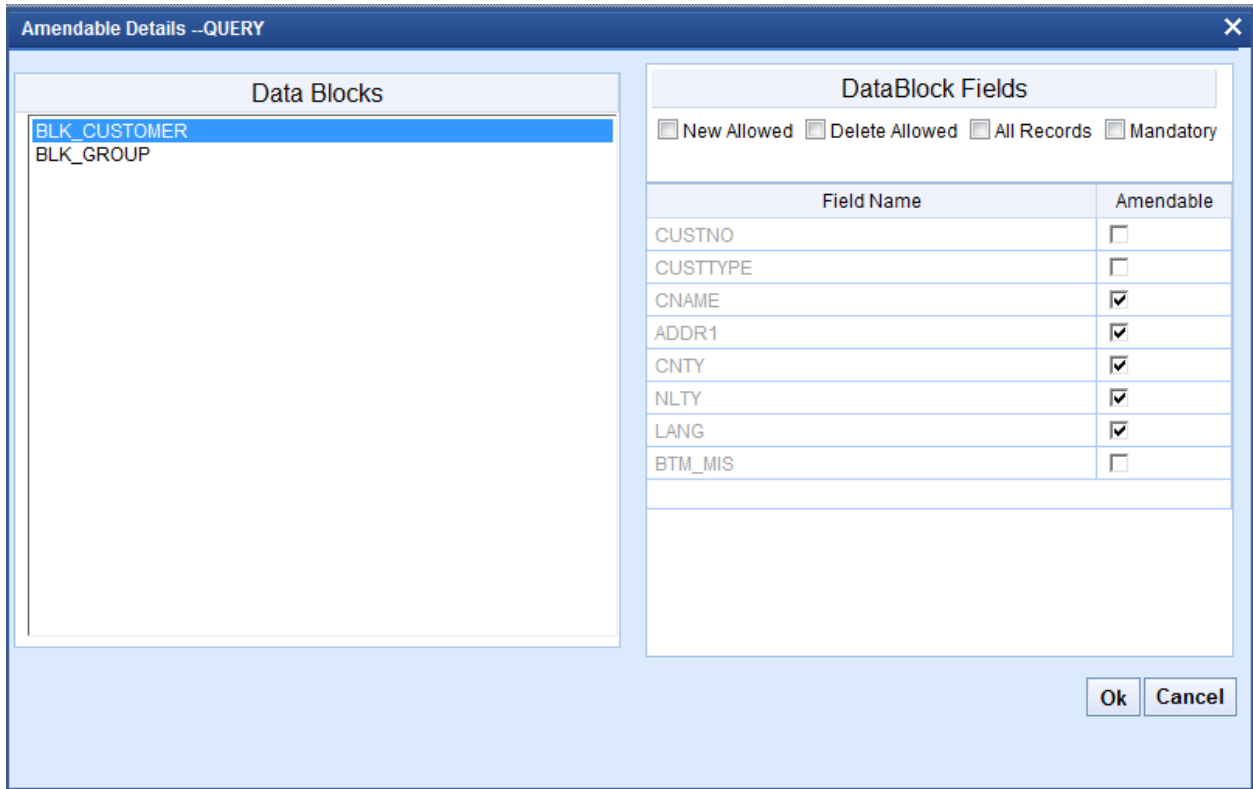 Amendable Details --QUERY
Data Blocks
BLK_CUSTOMER
BLK_GROUP
DataBlock Fields
New Allowed Delete Allowed All Records Mandatory
Field Name Amendable
CUSTNO
CUSTTYPE
CNAME
ADDR1
CNTY
NLTY
LANG
BTM_MIS
Ok Cancel